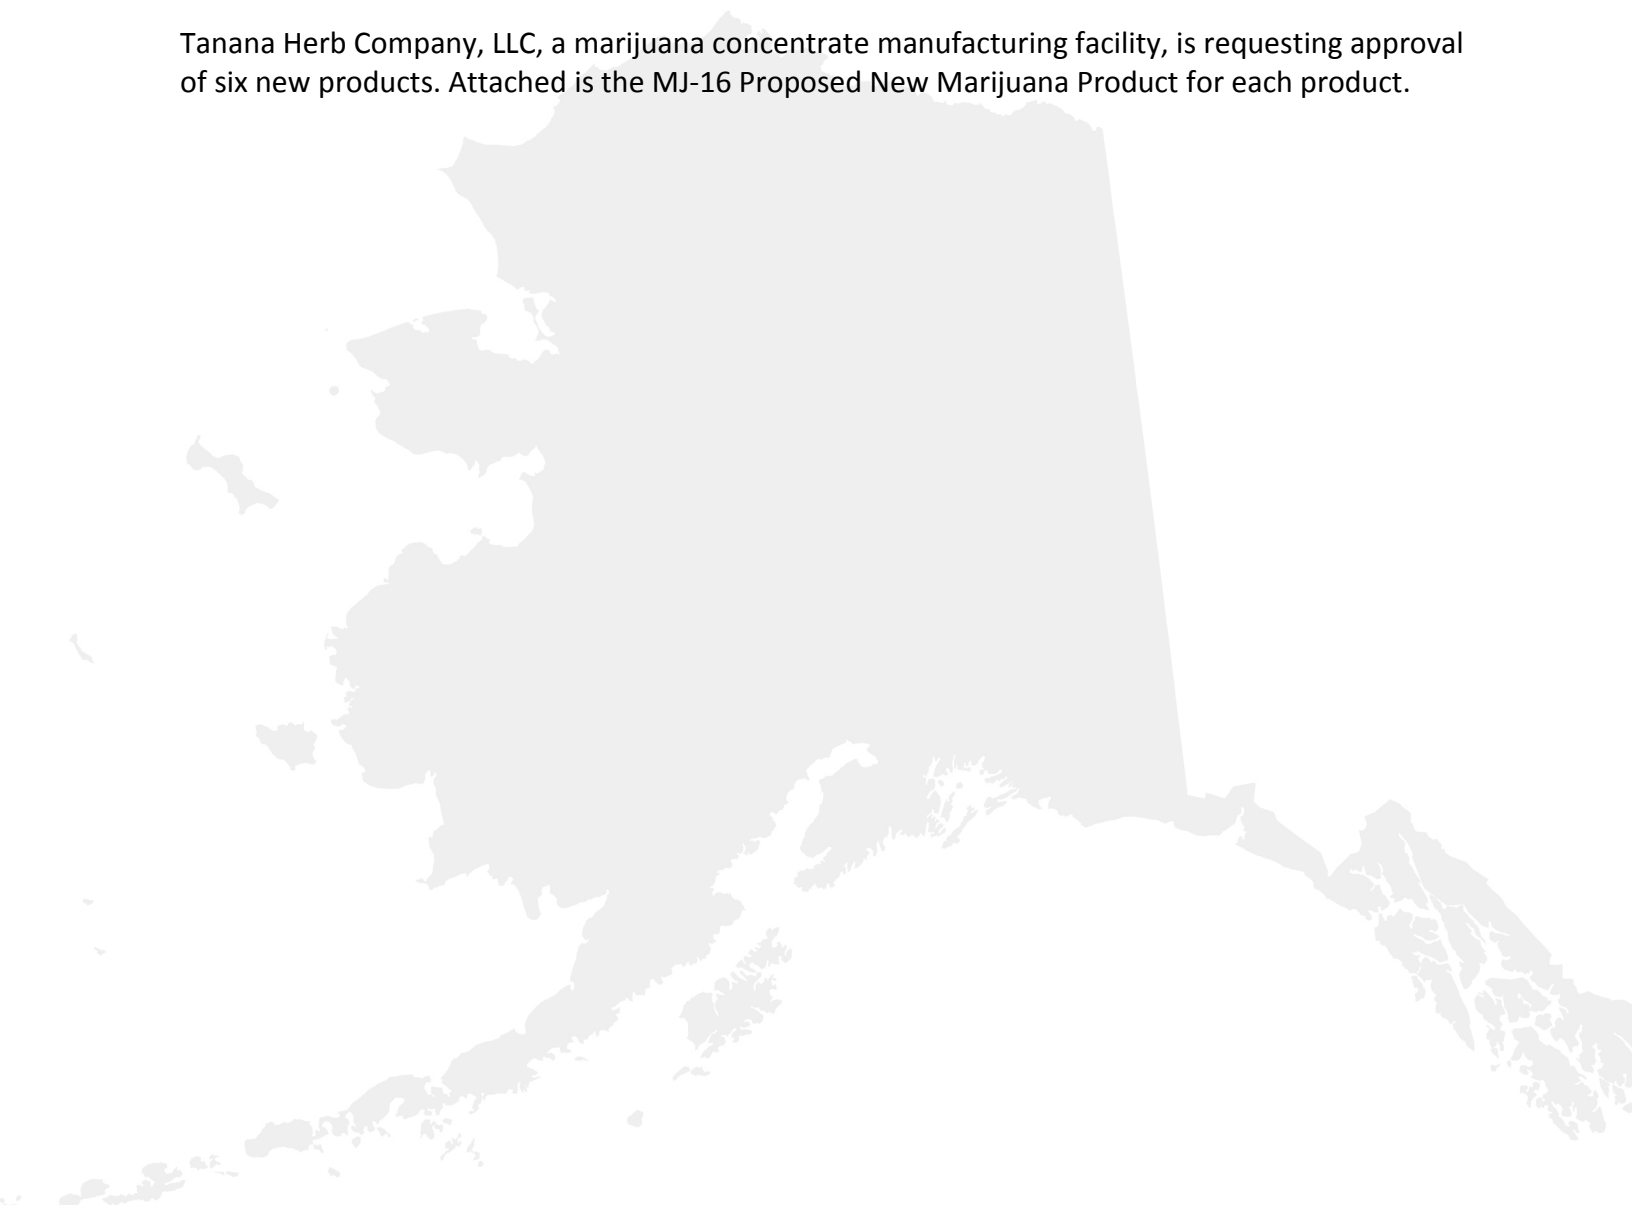 Tanana Herb Company, LLC, a marijuana concentrate manufacturing facility, is requesting approval
of six new products. Attached is the MJ-16 Proposed New Marijuana Product for each product.